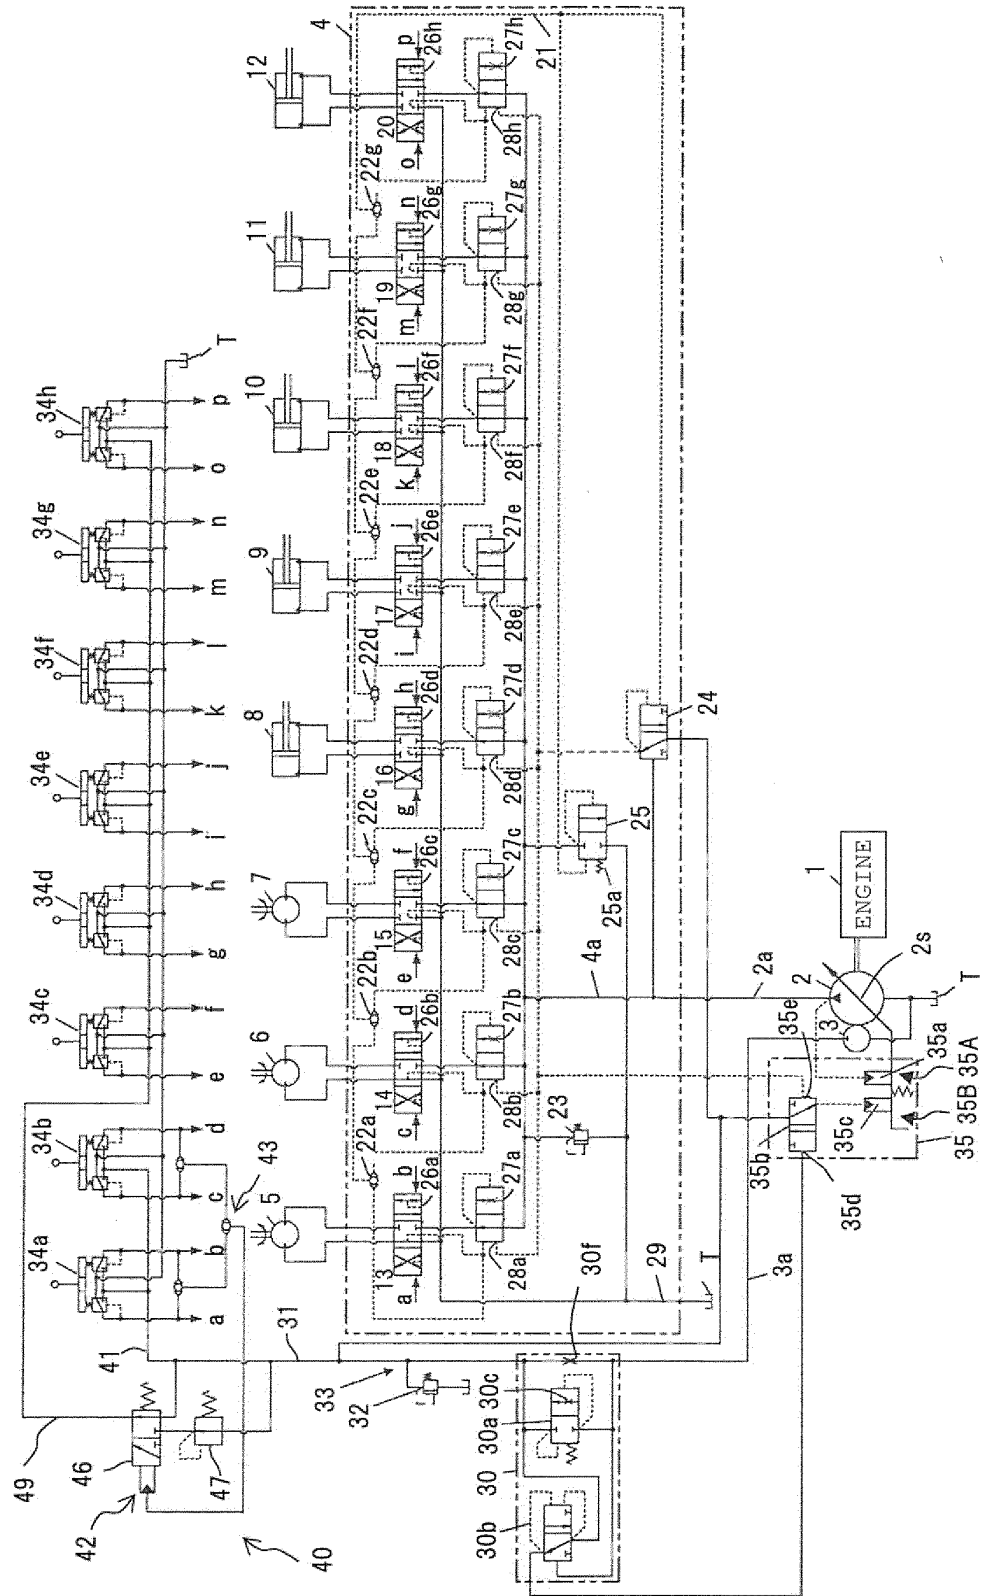 49
46
42
40
47
41
34a
34b
34c
34d
34e
34f
34g
34h
a
b
c
d
e
f
g
h
i
j
k
l
m
n
o
p
T
43
31
33
32
5
6
7
8
9
10
11
12
4
22a
22b
22c
22d
22e
22f
22g
13
14
15
16
17
18
19
20
a
b
c
d
e
f
g
h
i
j
k
l
m
n
o
p
26a
26b
26c
26d
26e
26f
26g
26h
27a
27b
27c
27d
27e
27f
27g
27h
28a
28b
28c
28d
28e
28f
28g
28h
21
23
25a
25
24
4a
2a
29
T
30
30a
30b
30c
30f
3a
35b
35d
35c
35e
35
35B
35A
35a
3
2
2s
T
1
ENGINE